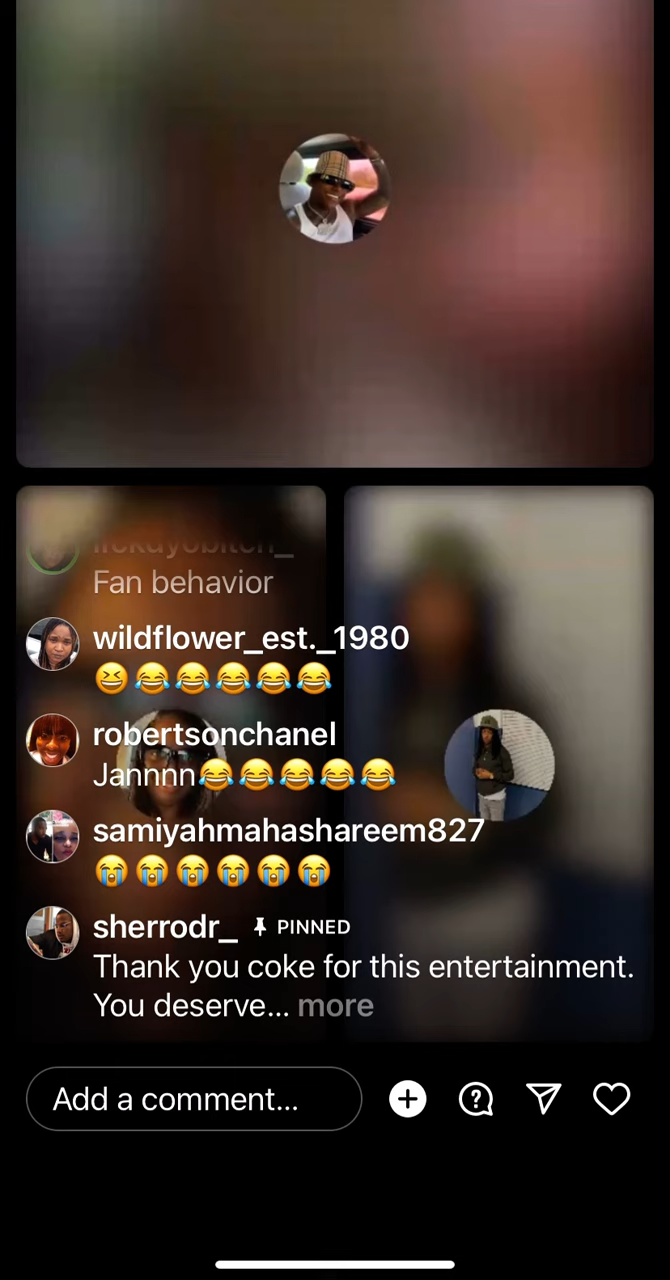 Fan behavior
wildflower_est._1980
😆😂😂😂😂😂
robertsonchanel
Jannnn😂😂😂😂😂
samiyahmahashareem827
😭😭😭😭😭😭
sherrodr_ PINNED
Thank you coke for this entertainment.
You deserve... more
Add a comment...